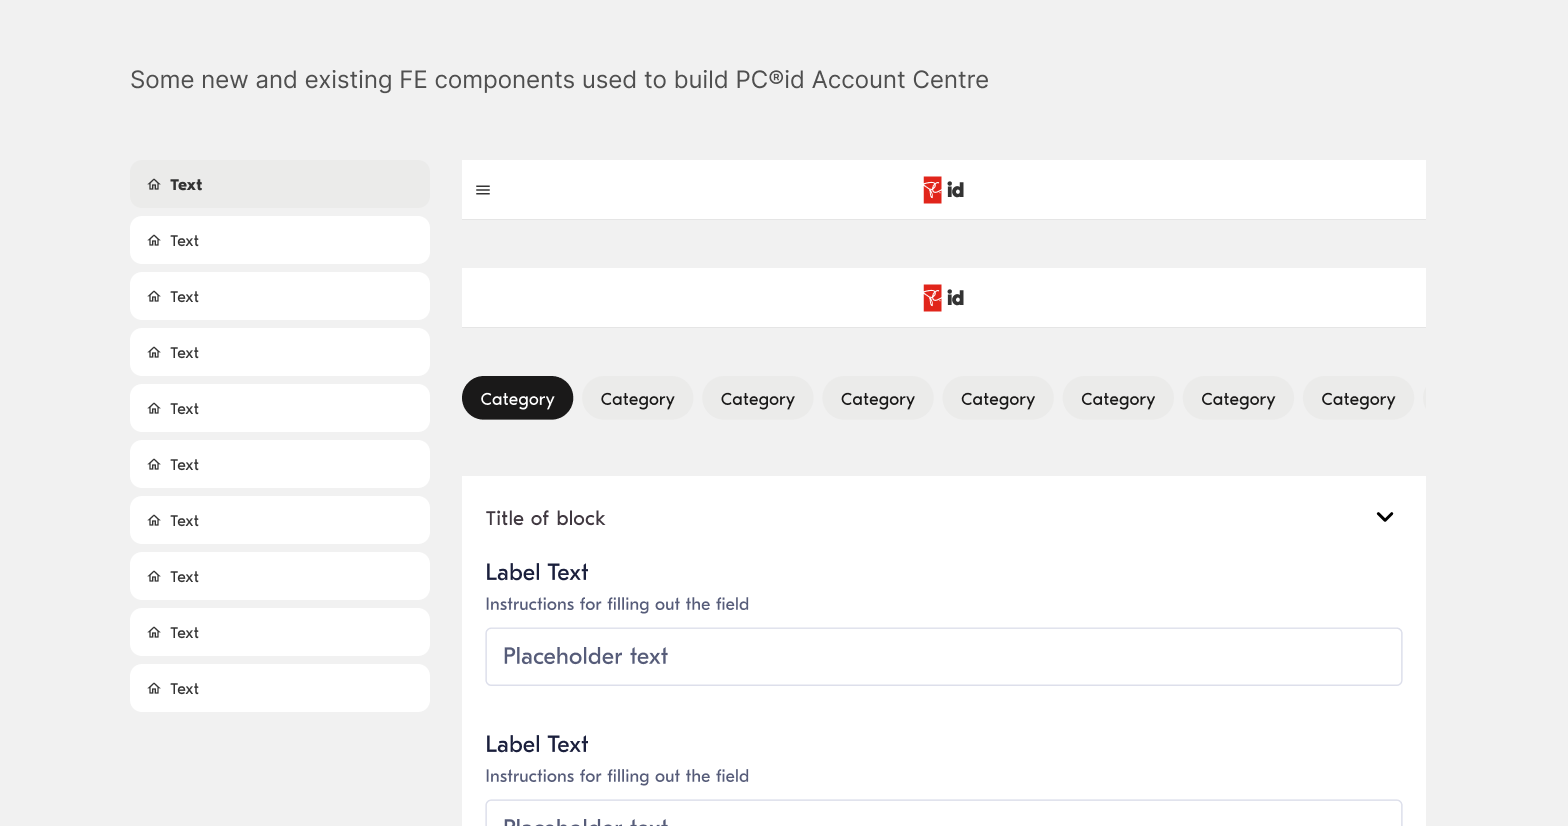 Some new and existing FE components used to build PC®id Account Centre
Text
Text
Text
Text
Text
Text
Text
Text
Text
Text
id
id
Category Category Category Category Category Category Category Category
Title of block
Label Text
Instructions for filling out the field
Placeholder text
Label Text
Instructions for filling out the field
Placeholder text